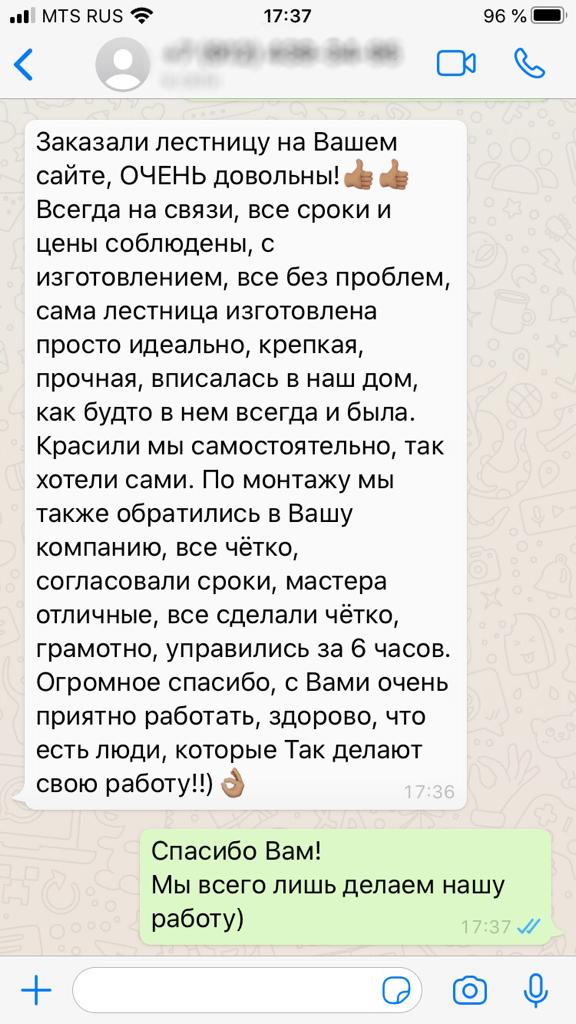 MTS RUS 17:37 96 %
Заказали лестницу на Вашем
сайте, ОЧЕНЬ довольны!👍🏽👍🏽
Всегда на связи, все сроки и
цены соблюдены, с
изготовлением, все без проблем,
сама лестница изготовлена
просто идеально, крепкая,
прочная, вписалась в наш дом,
как будто в нем всегда и была.
Красили мы самостоятельно, так
хотели сами. По монтажу мы
также обратились в Вашу
компанию, все чётко,
согласовали сроки, мастера
отличные, все сделали чётко,
грамотно, управились за 6 часов.
Огромное спасибо, с Вами очень
приятно работать, здорово, что
есть люди, которые Так делают
свою работу!!)👌🏽
17:36
Спасибо Вам!
Мы всего лишь делаем нашу
работу)
17:37